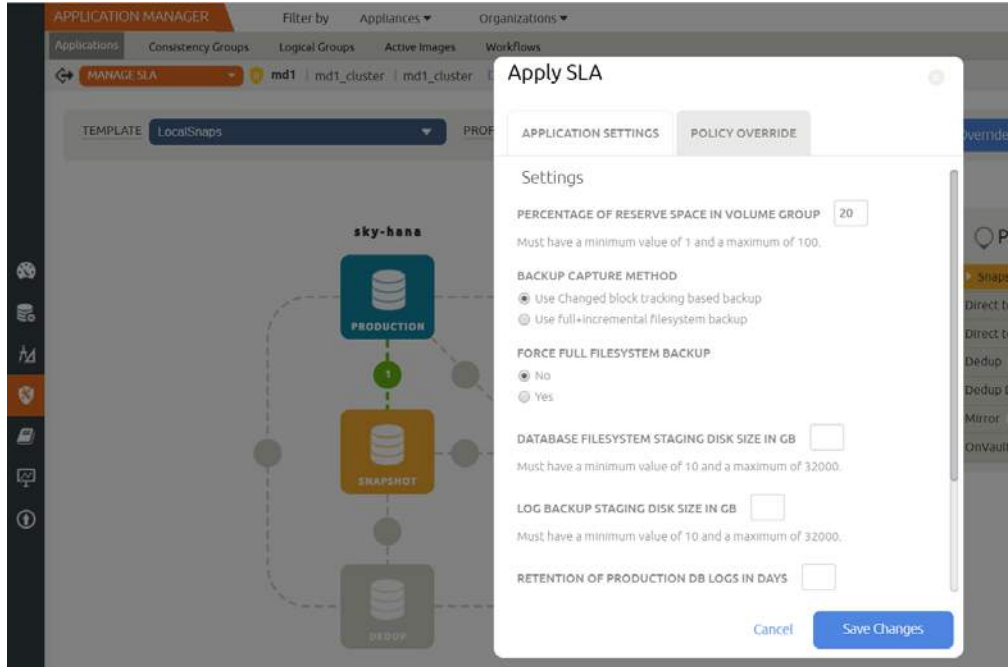 APPLICATION MANAGER Filter by Appliances Organizations
Applications Consistency Groups Logical Groups Active Images Workflows
MANAGE SLA md1 | md1_cluster | md1_cluster
Apply SLA
TEMPLATE LocalSnaps
APPLICATION SETTINGS POLICY OVERRIDE
Settings
PERCENTAGE OF RESERVE SPACE IN VOLUME GROUP 20
Must have a minimum value of 1 and a maximum of 100.
sky-hana
BACKUP CAPTURE METHOD
Use Changed block tracking based backup
Use full+incremental filesystem backup
PRODUCTION
FORCE FULL FILESYSTEM BACKUP
1
No
Yes
DATABASE FILESYSTEM STAGING DISK SIZE IN GB
Must have a minimum value of 10 and a maximum of 32000.
SNAPSHOT
LOG BACKUP STAGING DISK SIZE IN GB
Must have a minimum value of 10 and a maximum of 32000.
RETENTION OF PRODUCTION DB LOGS IN DAYS
DEDUP
Cancel Save Changes
Direct t
Direct t
Dedup
Dedup
Mirror
OnVault